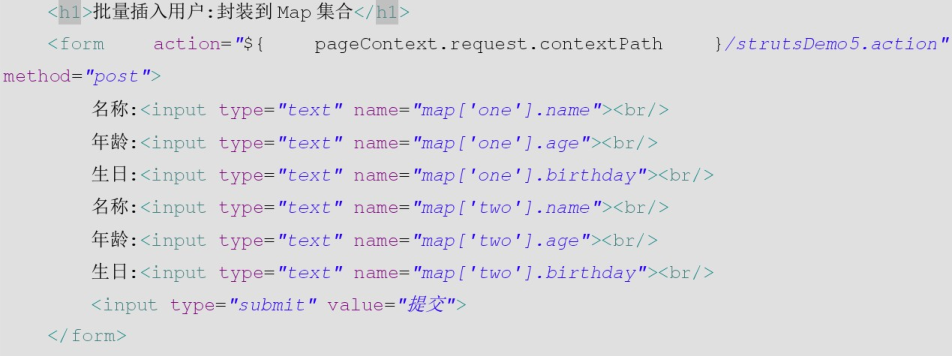 <h1>批量插入用户:封装到 Map 集合</h1>
<form action="${ pageContext.request.contextPath }/strutsDemo5.action"
method="post">
名称:<input type="text" name="map['one'].name"><br/>
年龄:<input type="text" name="map['one'].age"><br/>
生日:<input type="text" name="map['one'].birthday"><br/>
名称:<input type="text" name="map['two'].name"><br/>
年龄:<input type="text" name="map['two'].age"><br/>
生日:<input type="text" name="map['two'].birthday"><br/>
<input type="submit" value="提交">
</form>